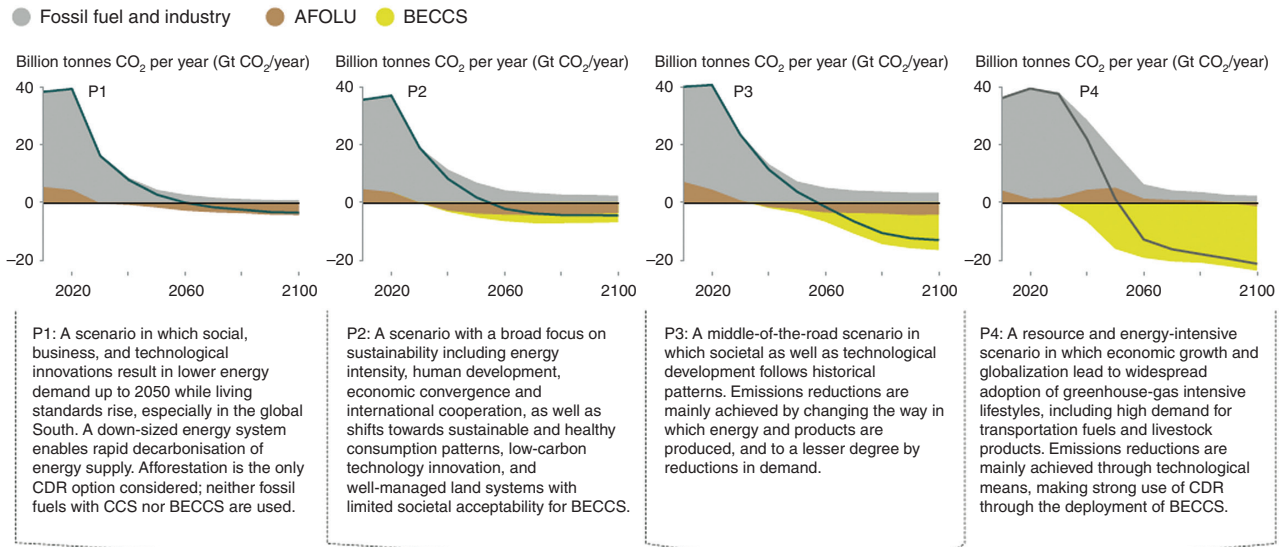 Fossil fuel and industry AFOLU BECCS
Billion tonnes CO2 per year (Gt CO2/year)
40
20
0
−20
P1
2020 2060 2100
Billion tonnes CO2 per year (Gt CO2/year)
40
20
0
−20
P2
2020 2060 2100
Billion tonnes CO2 per year (Gt CO2/year)
40
20
0
−20
P3
2020 2060 2100
Billion tonnes CO2 per year (Gt CO2/year)
40
20
0
−20
P4
2020 2060 2100
P1: A scenario in which social,
business, and technological
innovations result in lower energy
demand up to 2050 while living
standards rise, especially in the global
South. A down-sized energy system
enables rapid decarbonisation of
energy supply. Afforestation is the only
CDR option considered; neither fossil
fuels with CCS nor BECCS are used.
P2: A scenario with a broad focus on
sustainability including energy
intensity, human development,
economic convergence and
international cooperation, as well as
shifts towards sustainable and healthy
consumption patterns, low-carbon
technology innovation, and
well-managed land systems with
limited societal acceptability for BECCS.
P3: A middle-of-the-road scenario in
which societal as well as technological
development follows historical
patterns. Emissions reductions are
mainly achieved by changing the way in
which energy and products are
produced, and to a lesser degree by
reductions in demand.
P4: A resource and energy-intensive
scenario in which economic growth and
globalization lead to widespread
adoption of greenhouse-gas intensive
lifestyles, including high demand for
transportation fuels and livestock
products. Emissions reductions are
mainly achieved through technological
means, making strong use of CDR
through the deployment of BECCS.